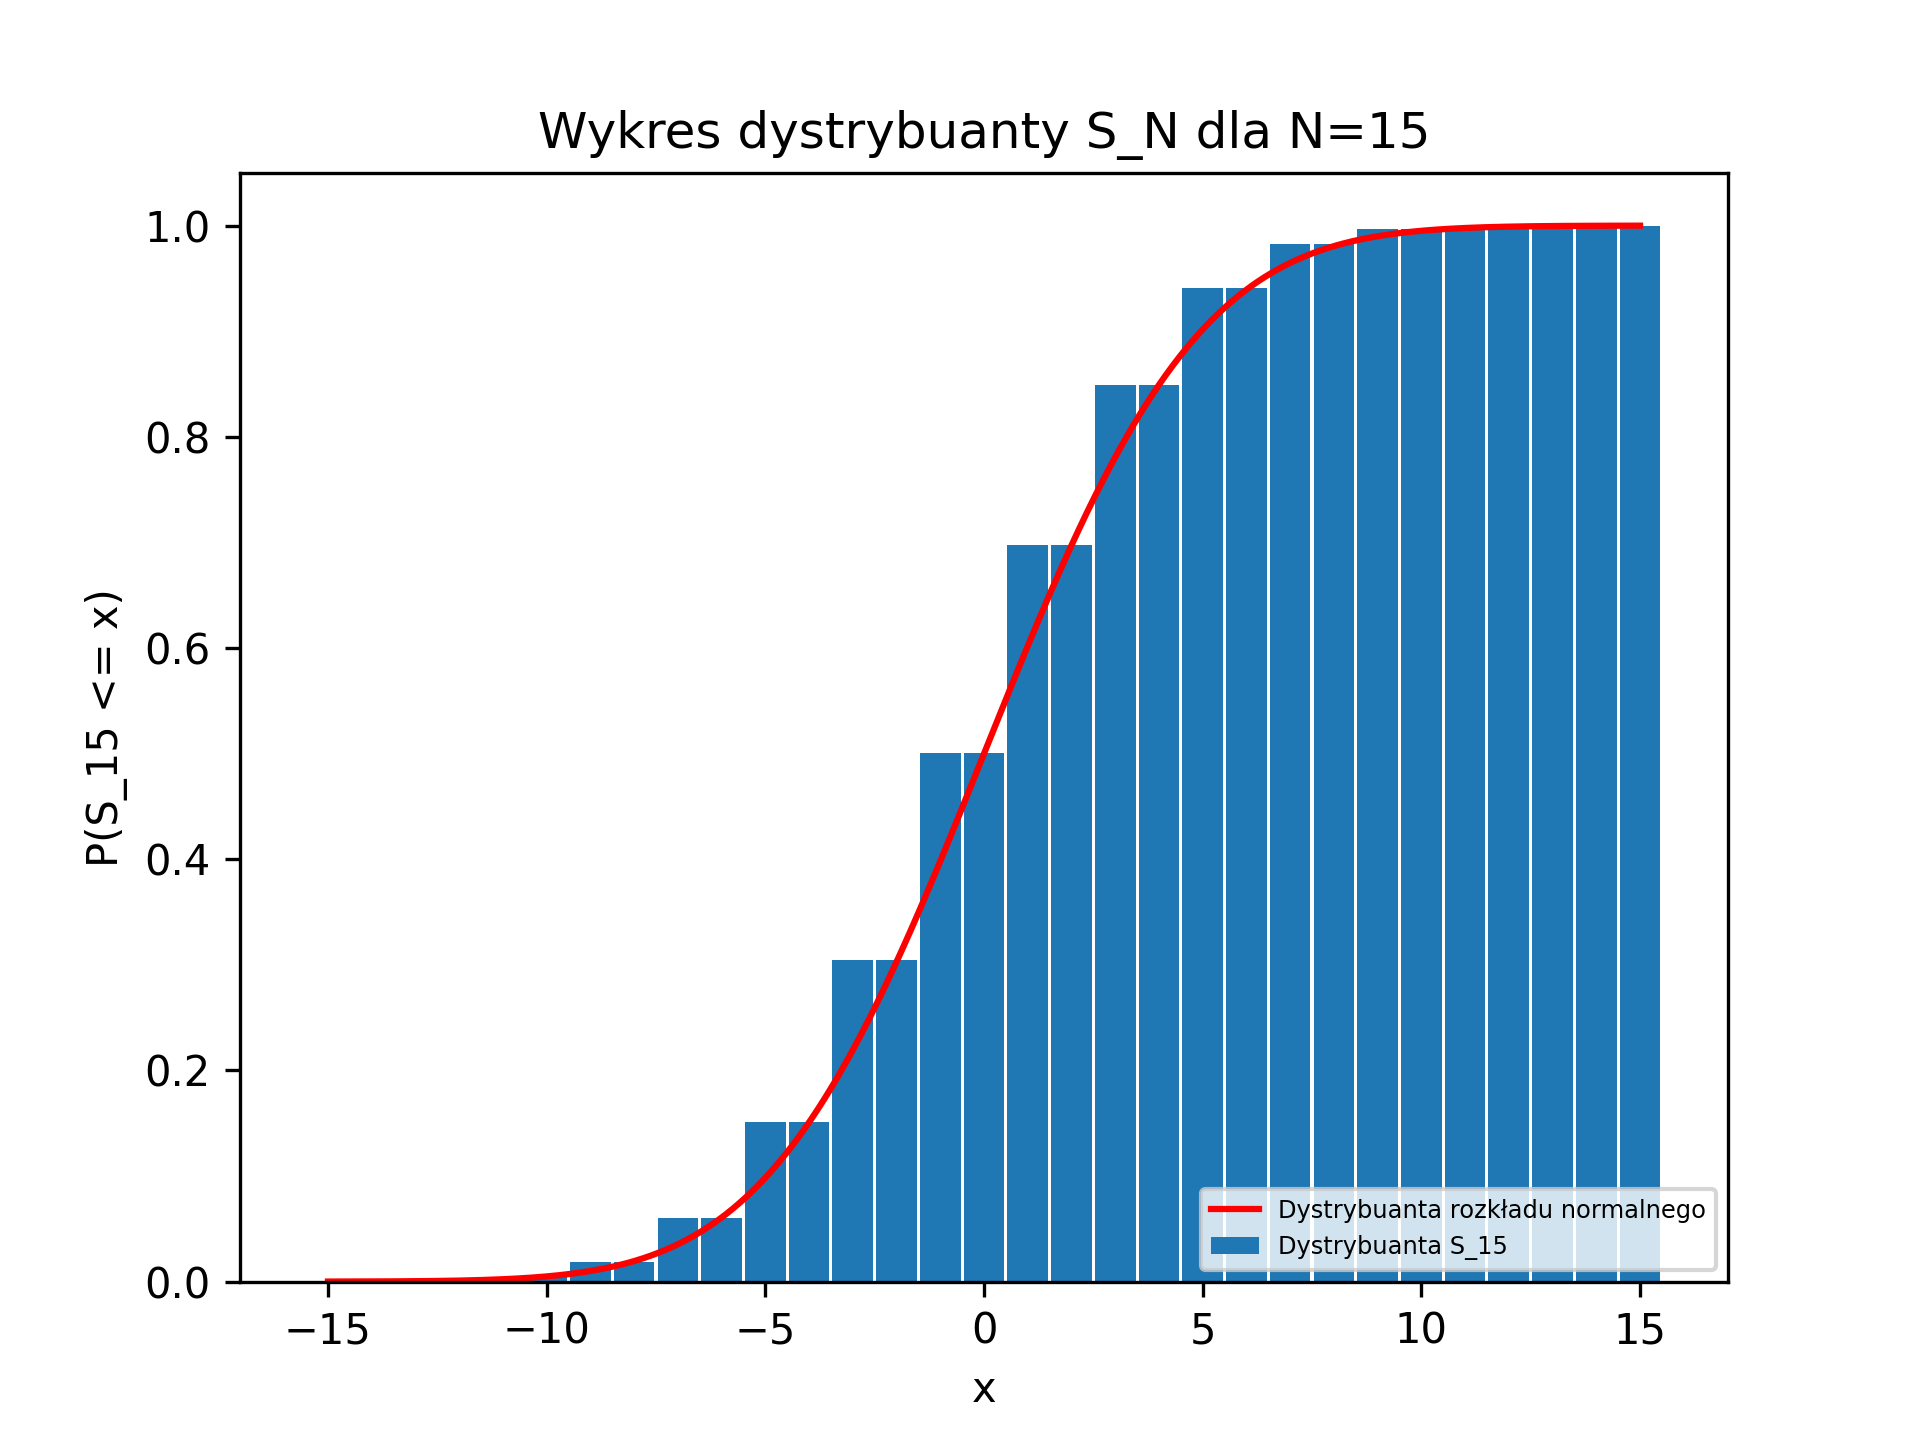 Wykres dystrybuanty S_N dla N=15
P(S_15 <= x)
1.0
0.8
0.6
0.4
0.2
0.0
−15 −10 −5 0 5 10 15
x
Dystrybuanta rozkładu normalnego
Dystrybuanta S_15